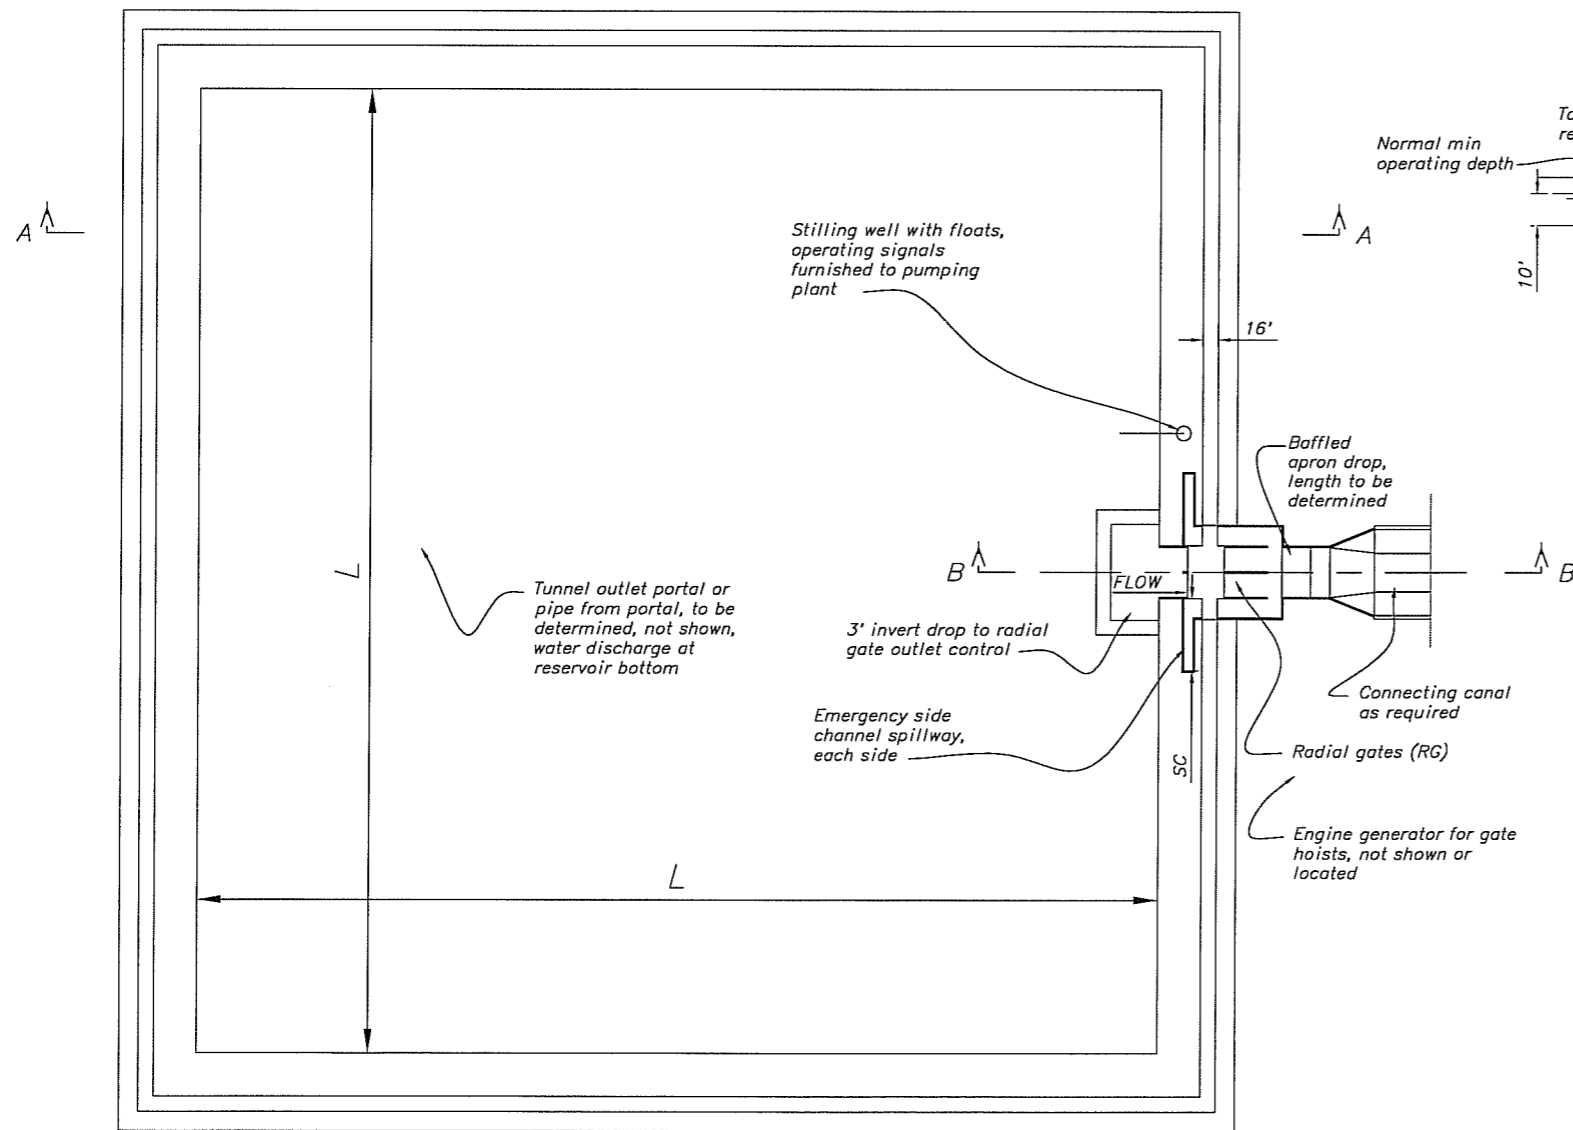 Normal min
operating depth
To
re
10'
A
A
Stilling well with floats,
operating signals
furnished to pumping
plant
16'
Baffled
apron drop,
length to be
determined
L
Tunnel outlet portal or
pipe from portal, to be
determined, not shown,
water discharge at
reservoir bottom
B
FLOW
B
3' invert drop to radial
gate outlet control
Connecting canal
as required
Emergency side
channel spillway,
each side
SC
Radial gates (RG)
Engine generator for gate
hoists, not shown or
located
L